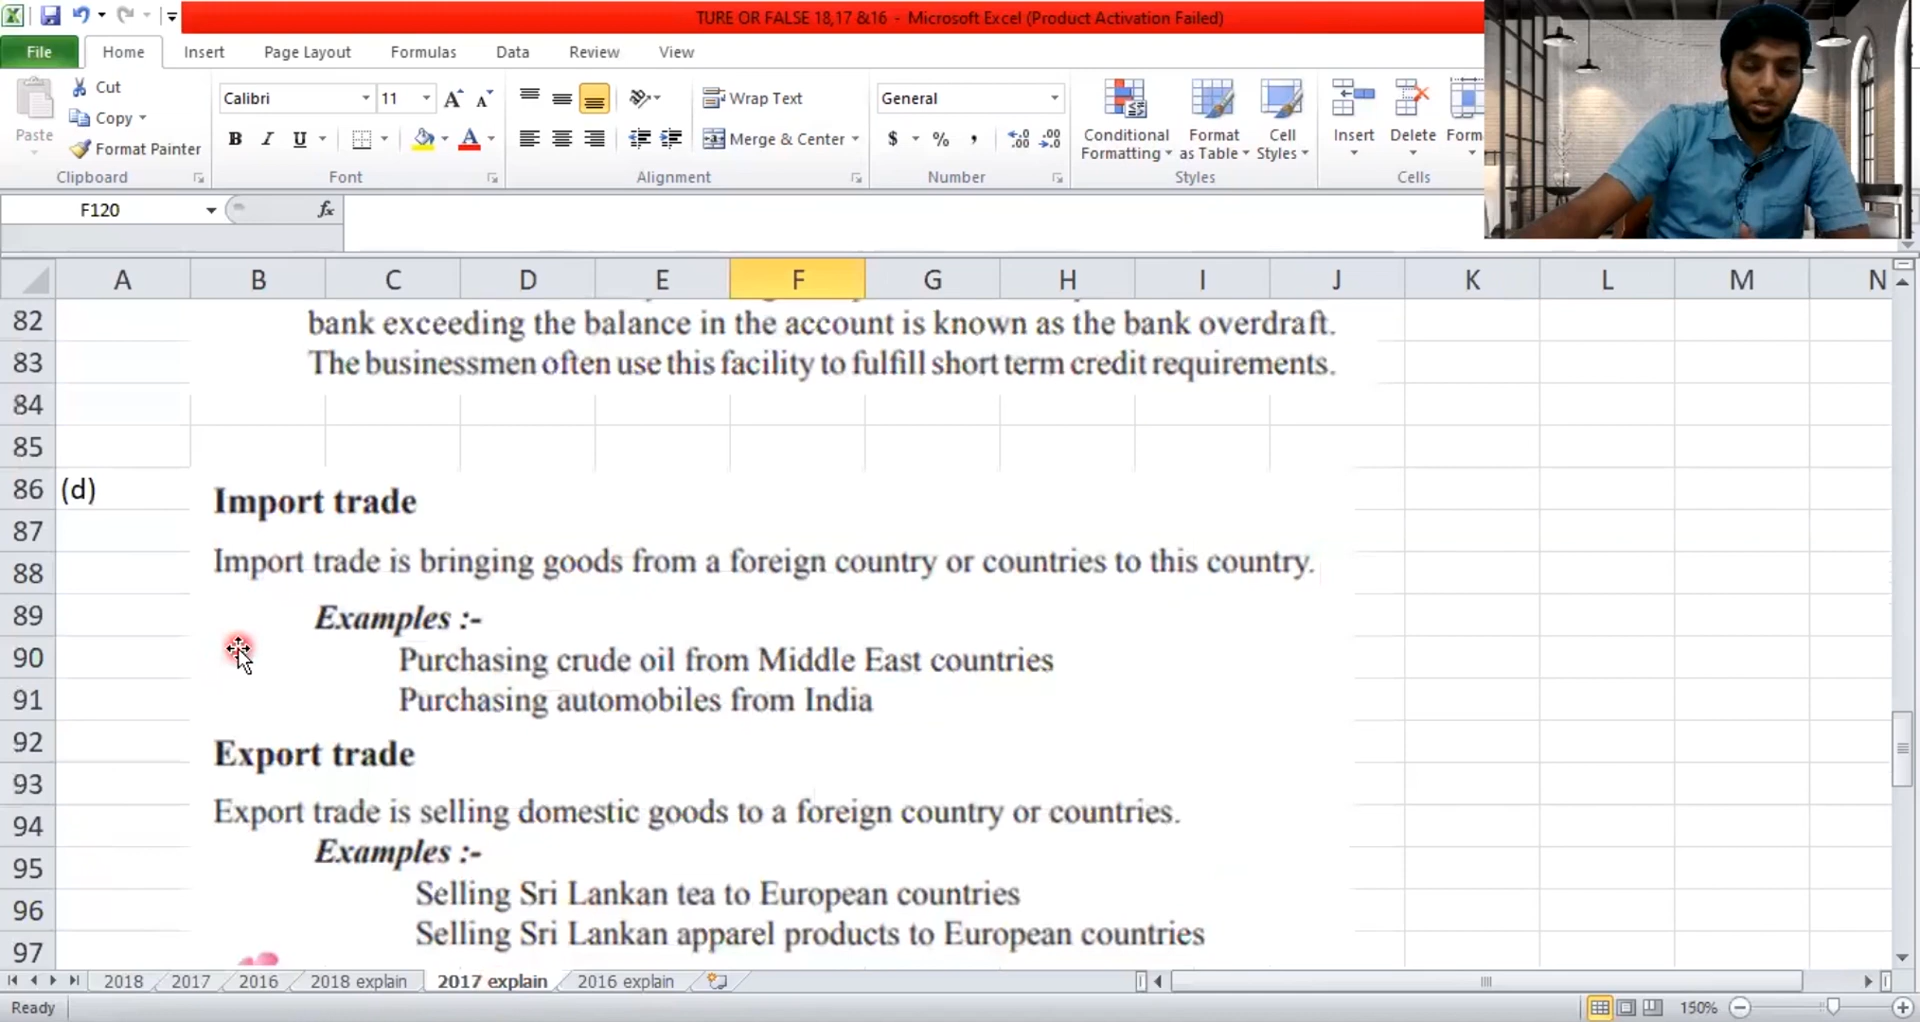 TURE OR FALSE 18,17 &16 - Microsoft Excel (Product Activation Failed)
File Home Insert Page Layout Formulas Data Review View
Paste
Cut
Copy
Format Painter
Clipboard
Calibri 11
B I U
Font
Wrap Text
Merge & Center
Alignment
General
$ % ,
Number
Conditional Formatting
Format as Table
Cell Styles
Styles
Insert Delete Form
Cells
F120 fx
A B C D E F G H I J K L M N
82 bank exceeding the balance in the account is known as the bank overdraft.
83 The businessmen often use this facility to fulfill short term credit requirements.
84
85
86 (d) Import trade
87
88 Import trade is bringing goods from a foreign country or countries to this country.
89 Examples :-
90 Purchasing crude oil from Middle East countries
91 Purchasing automobiles from India
92 Export trade
93
94 Export trade is selling domestic goods to a foreign country or countries.
95 Examples :-
96 Selling Sri Lankan tea to European countries
97 Selling Sri Lankan apparel products to European countries
2018 2017 2016 2018 explain 2017 explain 2016 explain
Ready 150%